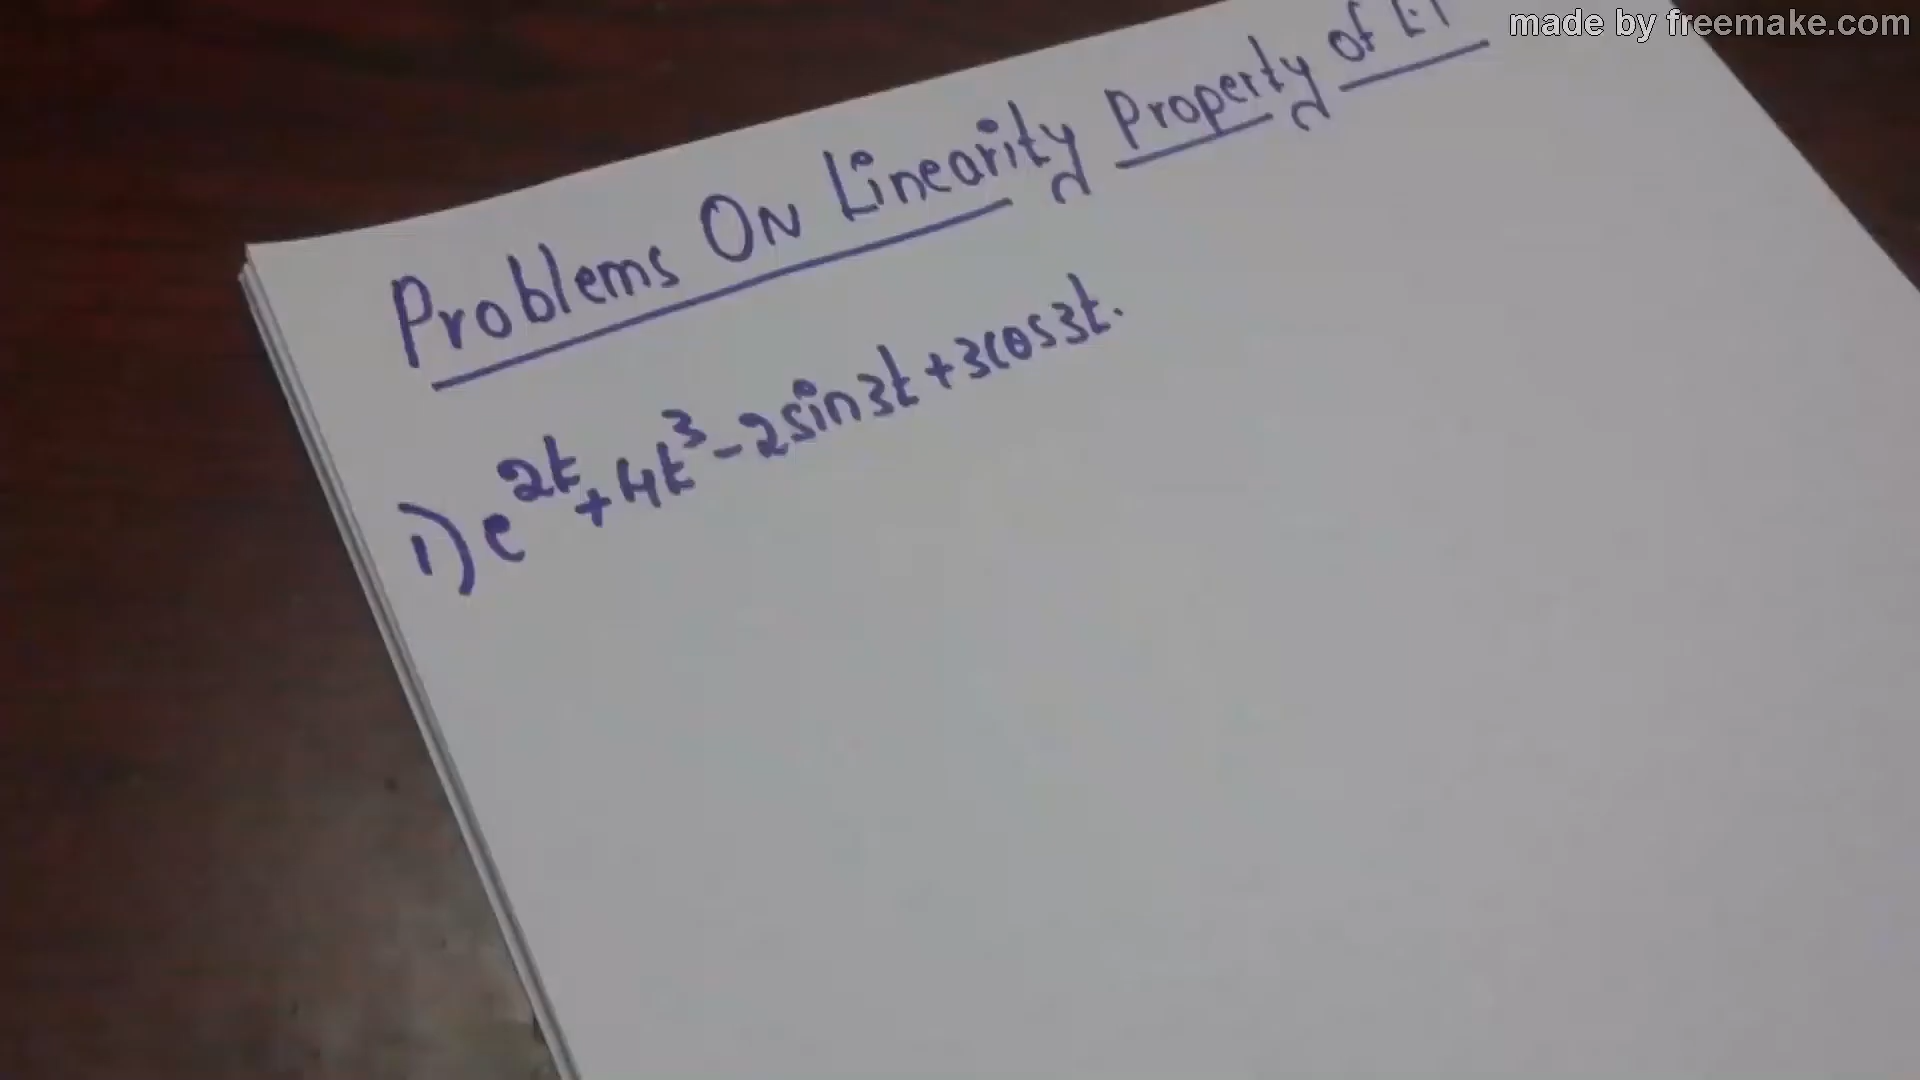 made by freemake.com
Problems On Linearity Property of L.T
1) e^2t + 4t^3 - 2sin3t + 3cos3t.